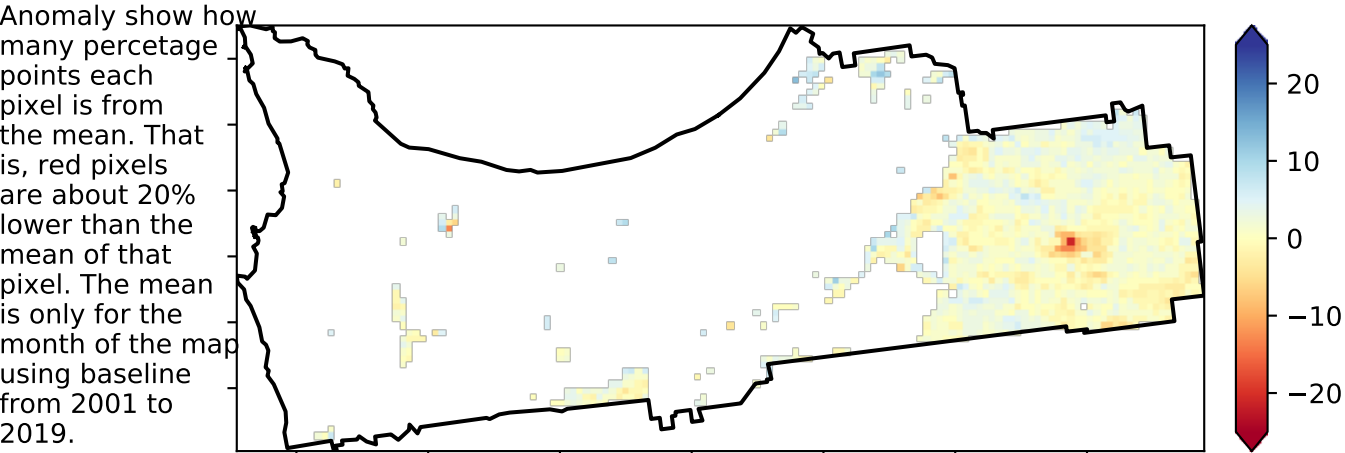 Anomaly show how
many percetage
points each
pixel is from
the mean. That
is, red pixels
are about 20%
lower than the
mean of that
pixel. The mean
is only for the
month of the map
using baseline
from 2001 to
2019.
20
10
0
−10
−20